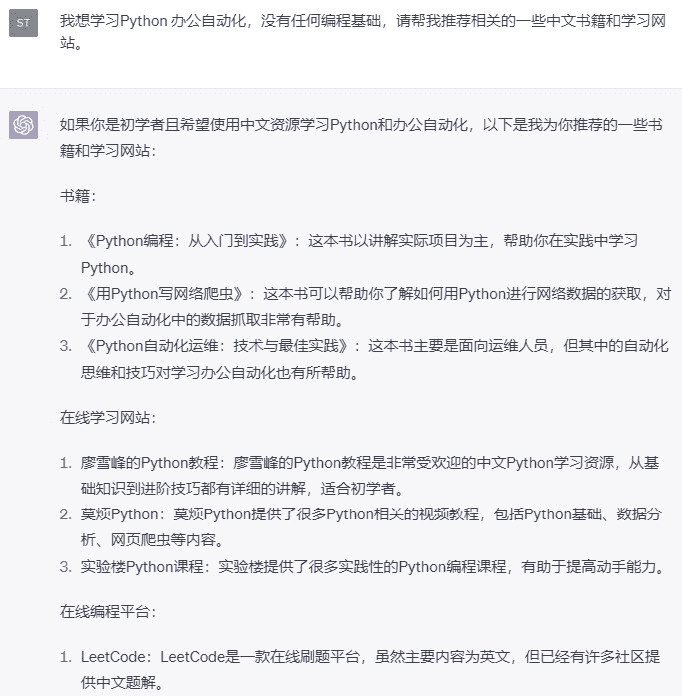 ST
我想学习Python 办公自动化，没有任何编程基础，请帮我推荐相关的一些中文书籍和学习网
站。
如果你是初学者且希望使用中文资源学习Python和办公自动化，以下是我为你推荐的一些书
籍和学习网站：
书籍：
1. 《Python编程：从入门到实践》：这本书以讲解实际项目为主，帮助你在实践中学习
Python。
2. 《用Python写网络爬虫》：这本书可以帮助你了解如何用Python进行网络数据的获取，对
于办公自动化中的数据抓取非常有帮助。
3. 《Python自动化运维：技术与最佳实践》：这本书主要是面向运维人员，但其中的自动化
思维和技巧对学习办公自动化也有所帮助。
在线学习网站：
1. 廖雪峰的Python教程：廖雪峰的Python教程是非常受欢迎的中文Python学习资源，从基
础知识到进阶技巧都有详细的讲解，适合初学者。
2. 莫烦Python：莫烦Python提供了很多Python相关的视频教程，包括Python基础、数据分
析、网页爬虫等内容。
3. 实验楼Python课程：实验楼提供了很多实践性的Python编程课程，有助于提高动手能力。
在线编程平台：
1. LeetCode：LeetCode是一款在线刷题平台，虽然主要内容为英文，但已经有许多社区提
供中文题解。